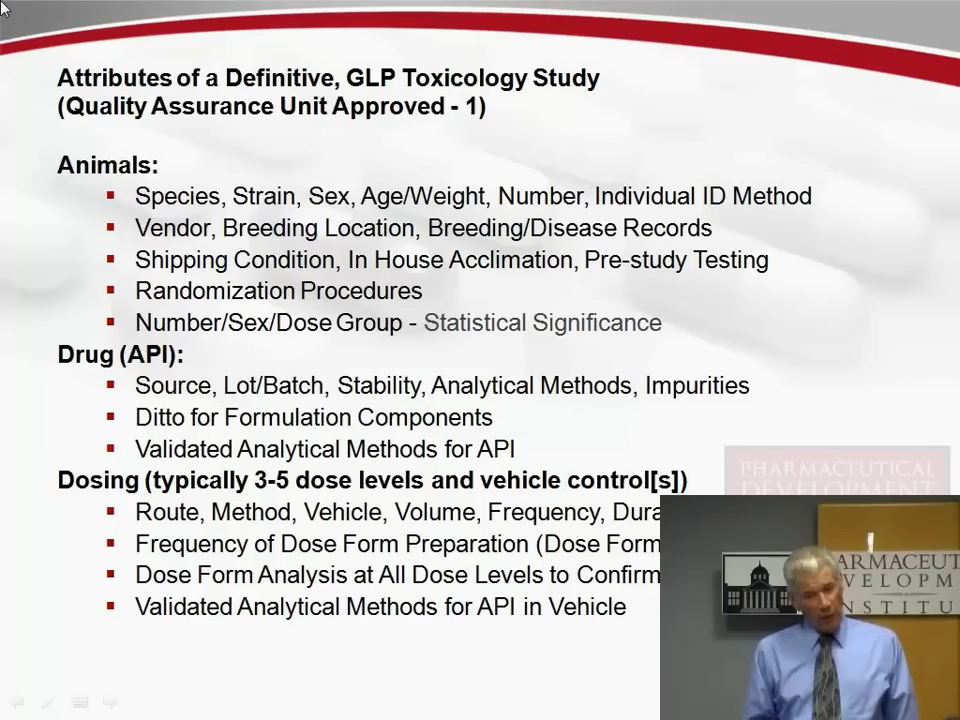 Attributes of a Definitive, GLP Toxicology Study
(Quality Assurance Unit Approved - 1)
Animals:
Species, Strain, Sex, Age/Weight, Number, Individual ID Method
Vendor, Breeding Location, Breeding/Disease Records
Shipping Condition, In House Acclimation, Pre-study Testing
Randomization Procedures
Number/Sex/Dose Group - Statistical Significance
Drug (API):
Source, Lot/Batch, Stability, Analytical Methods, Impurities
Ditto for Formulation Components
Validated Analytical Methods for API
Dosing (typically 3-5 dose levels and vehicle control[s])
PHARMACEUTICAL
DEVELOPMENT
Route, Method, Vehicle, Volume, Frequency, Dura
Frequency of Dose Form Preparation (Dose Form
Dose Form Analysis at All Dose Levels to Confirm
Validated Analytical Methods for API in Vehicle
HARMACEUT
EVELOPM
NSTITU